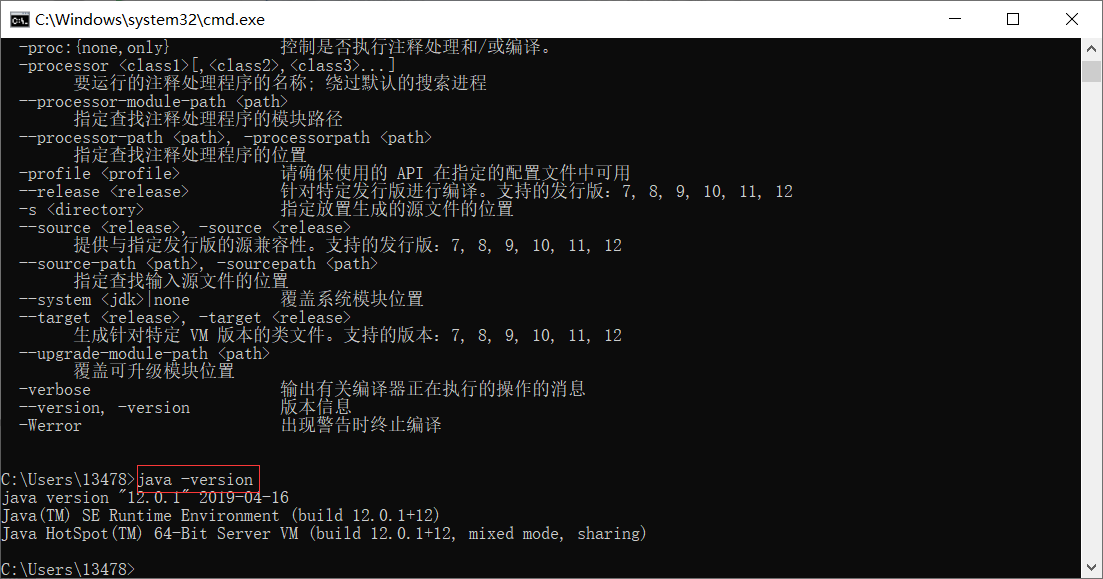 C:\Windows\system32\cmd.exe
-proc:{none,only} 控制是否执行注释处理和/或编译。
-processor <class1>[,<class2>,<class3>...]
要运行的注释处理程序的名称; 绕过默认的搜索进程
--processor-module-path <path>
指定查找注释处理程序的模块路径
--processor-path <path>, -processorpath <path>
指定查找注释处理程序的位置
-profile <profile> 请确保使用的 API 在指定的配置文件中可用
--release <release> 针对特定发行版进行编译。支持的发行版: 7, 8, 9, 10, 11, 12
-s <directory> 指定放置生成的源文件的位置
--source <release>, -source <release>
提供与指定发行版的源兼容性。支持的发行版: 7, 8, 9, 10, 11, 12
--source-path <path>, -sourcepath <path>
指定查找输入源文件的位置
--system <jdk>|none 覆盖系统模块位置
--target <release>, -target <release>
生成针对特定 VM 版本的类文件。支持的版本: 7, 8, 9, 10, 11, 12
--upgrade-module-path <path>
覆盖可升级模块位置
-verbose 输出有关编译器正在执行的操作的消息
--version, -version 版本信息
-Werror 出现警告时终止编译
C:\Users\13478>java -version
java version "12.0.1" 2019-04-16
Java(TM) SE Runtime Environment (build 12.0.1+12)
Java HotSpot(TM) 64-Bit Server VM (build 12.0.1+12, mixed mode, sharing)
C:\Users\13478>